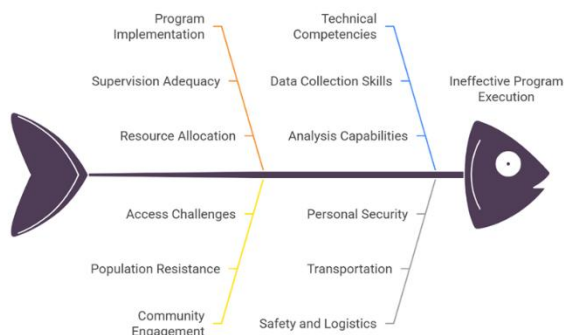 Program
Implementation
Technical
Competencies
Supervision Adequacy
Data Collection Skills
Ineffective Program
Execution
Resource Allocation
Analysis Capabilities
Access Challenges
Personal Security
Population Resistance
Transportation
Community
Engagement
Safety and Logistics